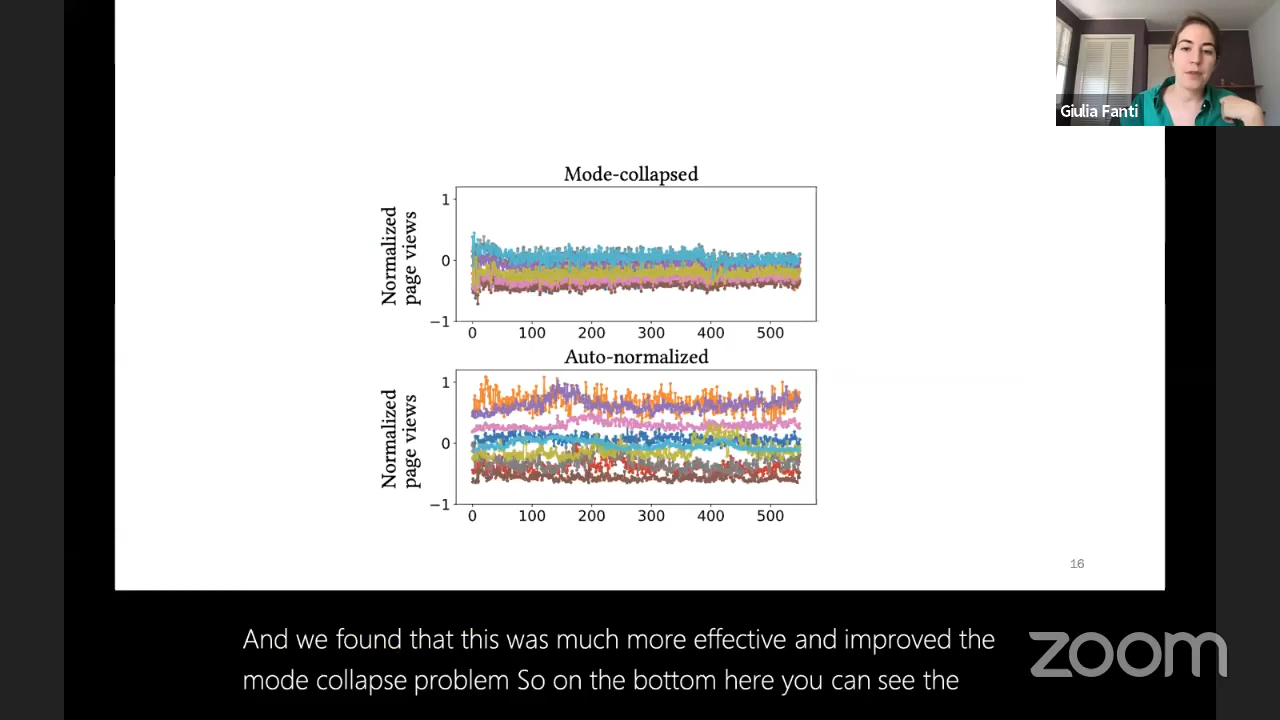 Giulia Fanti
Mode-collapsed
Normalized
page views
1
0
−1
0 100 200 300 400 500
Auto-normalized
Normalized
page views
1
0
−1
0 100 200 300 400 500
16
And we found that this was much more effective and improved the
mode collapse problem So on the bottom here you can see the
zoom